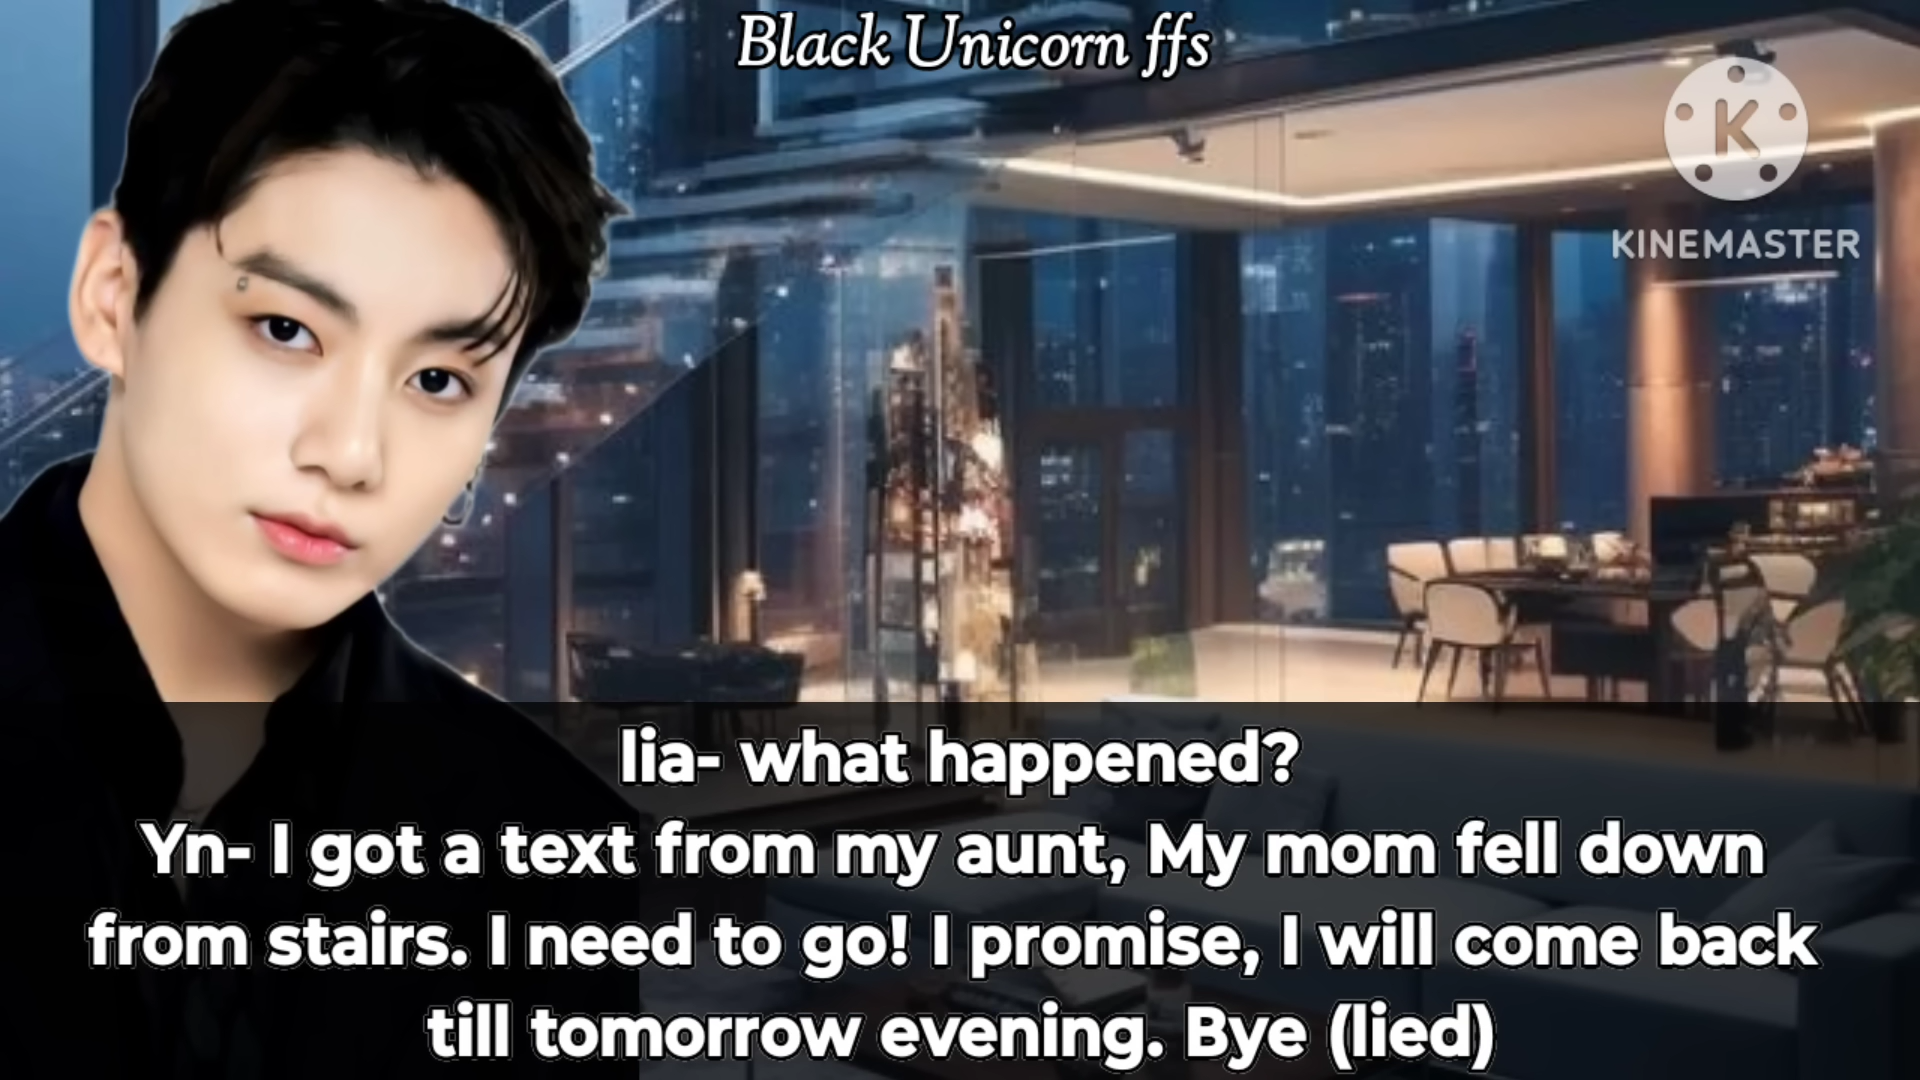 Black Unicorn ffs
K
KINEMASTER
lia- what happened?
Yn- I got a text from my aunt, My mom fell down
from stairs. I need to go! I promise, I will come back
till tomorrow evening. Bye (lied)